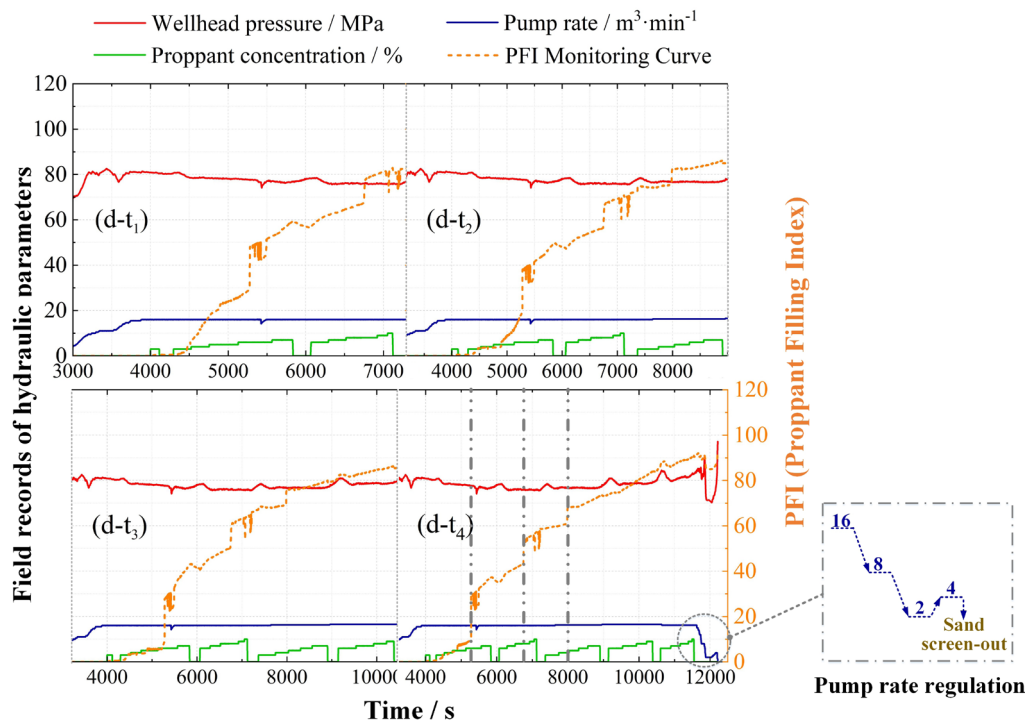 Wellhead pressure / MPa
Pump rate / m³·min⁻¹
Proppant concentration / %
PFI Monitoring Curve
Field records of hydraulic parameters
120
100
80
60
40
20
0
(d-t₁)
(d-t₂)
3000 4000 5000 6000 7000
4000 5000 6000 7000 8000
(d-t₃)
(d-t₄)
120
100
80
60
40
20
0
PFI (Proppant Filling Index)
4000 6000 8000 10000
4000 6000 8000 10000 12000
Time / s
16
8
2
4
Sand
screen-out
Pump rate regulation